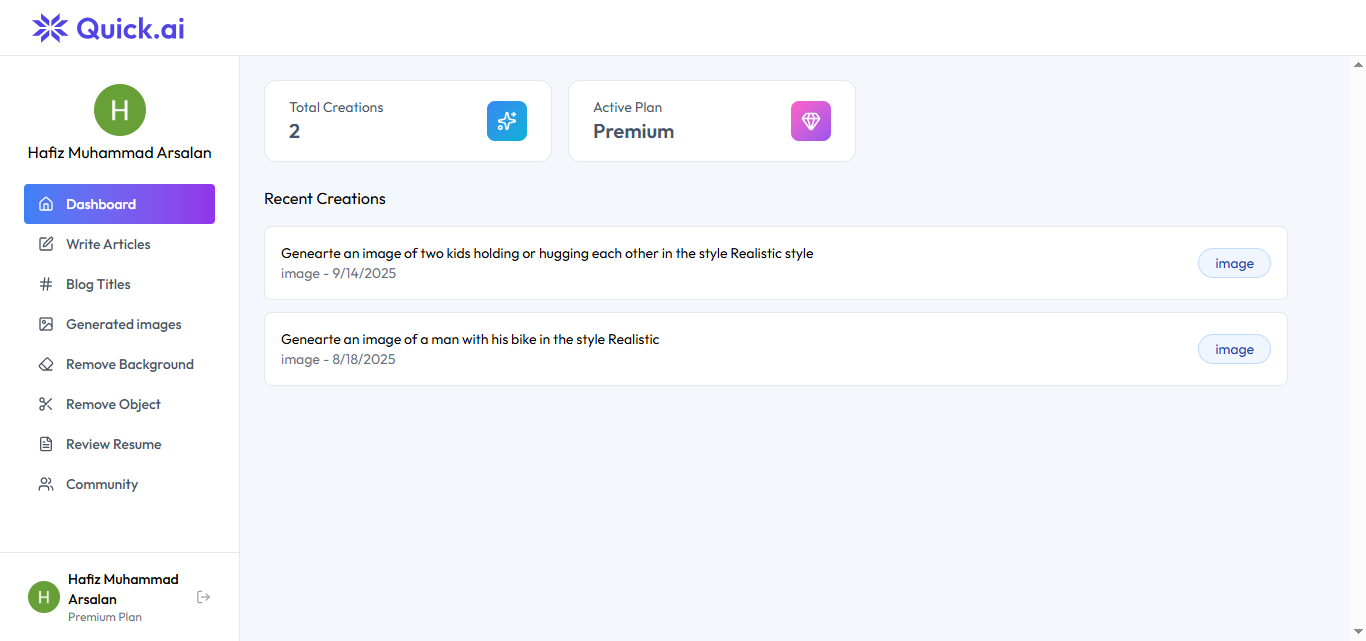 Quick.ai
H
Hafiz Muhammad Arsalan
Dashboard
Write Articles
Blog Titles
Generated images
Remove Background
Remove Object
Review Resume
Community
H
Hafiz Muhammad
Arsalan
Premium Plan
Total Creations
2
Active Plan
Premium
Recent Creations
Genearte an image of two kids holding or hugging each other in the style Realistic style
image - 9/14/2025
image
Genearte an image of a man with his bike in the style Realistic
image - 8/18/2025
image